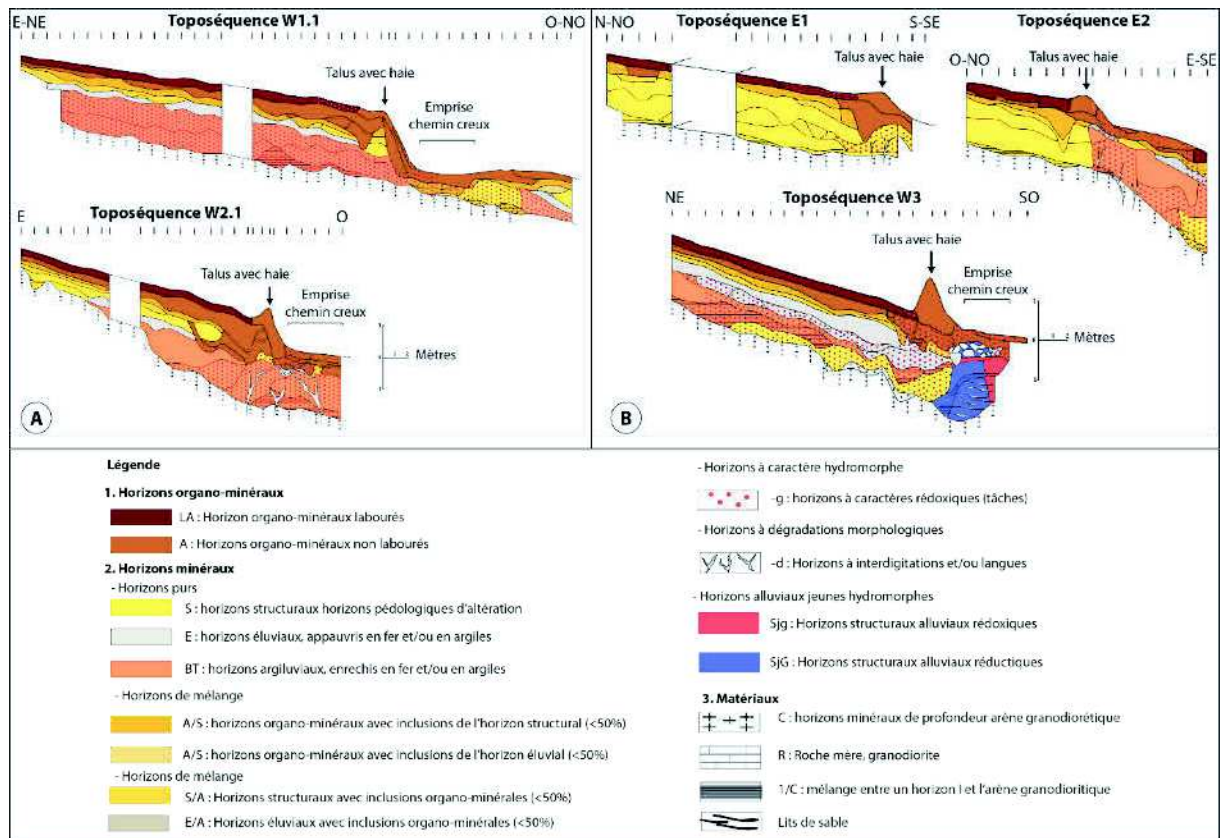 E-NE
Toposéquence W1.1
O-NO
Talus avec haie
Emprise
chemin creux
E
Toposéquence W2.1
O
Talus avec haie
Emprise
chemin creux
Mètres
A
N-NO
Toposéquence E1
S-SE
Talus avec haie
Toposéquence E2
O-NO
E-SE
Talus avec haie
NE
Toposéquence W3
SO
Talus avec haie
Emprise
chemin creux
Mètres
B
Légende
1. Horizons organo-minéraux
LA : Horizon organo-minéraux labourés
A : Horizons organo-minéraux non labourés
2. Horizons minéraux
- Horizons purs
S : horizons structuraux horizons pédologiques d'altération
E : horizons éluviaux, appauvris en fer et/ou en argiles
BT : horizons argiluviaux, enrechis en fer et/ou en argiles
- Horizons de mélange
A/S : horizons organo-minéraux avec inclusions de l'horizon structural (<50%)
A/S : horizons organo-minéraux avec inclusions de l'horizon éluvial (<50%)
- Horizons de mélange
S/A : Horizons structuraux avec inclusions organo-minérales (<50%)
E/A : Horizons éluviaux avec inclusions organo-minérales (<50%)
- Horizons à caractère hydromorphe
-g : horizons à caractères rédoxiques (tâches)
- Horizons à dégradations morphologiques
-d : Horizons à interdigitations et/ou langues
- Horizons alluviaux jeunes hydromorphes
Sjg : Horizons structuraux alluviaux rédoxiques
SjG : Horizons structuraux alluviaux réductiques
3. Matériaux
C : horizons minéraux de profondeur arène granodiorétique
R : Roche mère, granodiorite
1/C : mélange entre un horizon I et l'arène granodioritique
Lits de sable